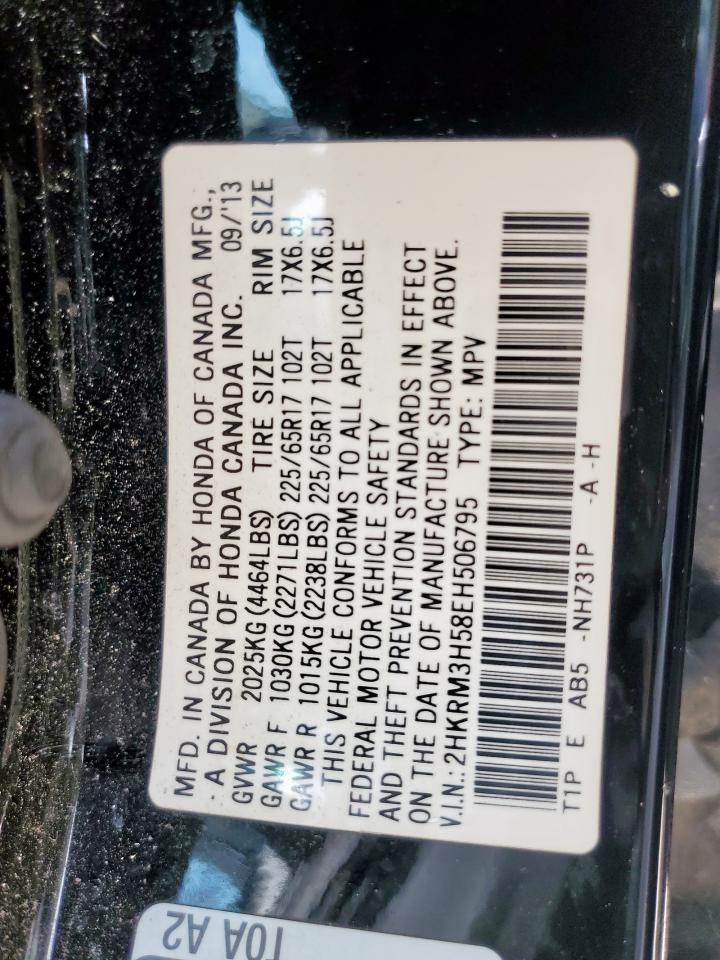 MFD. IN CANADA BY HONDA OF CANADA MFG.,
A DIVISION OF HONDA CANADA INC. 09/'13
GVWR 2025KG (4464LBS) TIRE SIZE RIM SIZE
GAWR F 1030KG (2271LBS) 225/65R17 102T 17X6.5J
GAWR R 1015KG (2238LBS) 225/65R17 102T 17X6.5J
THIS VEHICLE CONFORMS TO ALL APPLICABLE
FEDERAL MOTOR VEHICLE SAFETY
AND THEFT PREVENTION STANDARDS IN EFFECT
ON THE DATE OF MANUFACTURE SHOWN ABOVE.
V.I.N.: 2HKRM3H58EH506795 TYPE: MPV
T1P E AB5 -NH731P -A -H
T0A A2